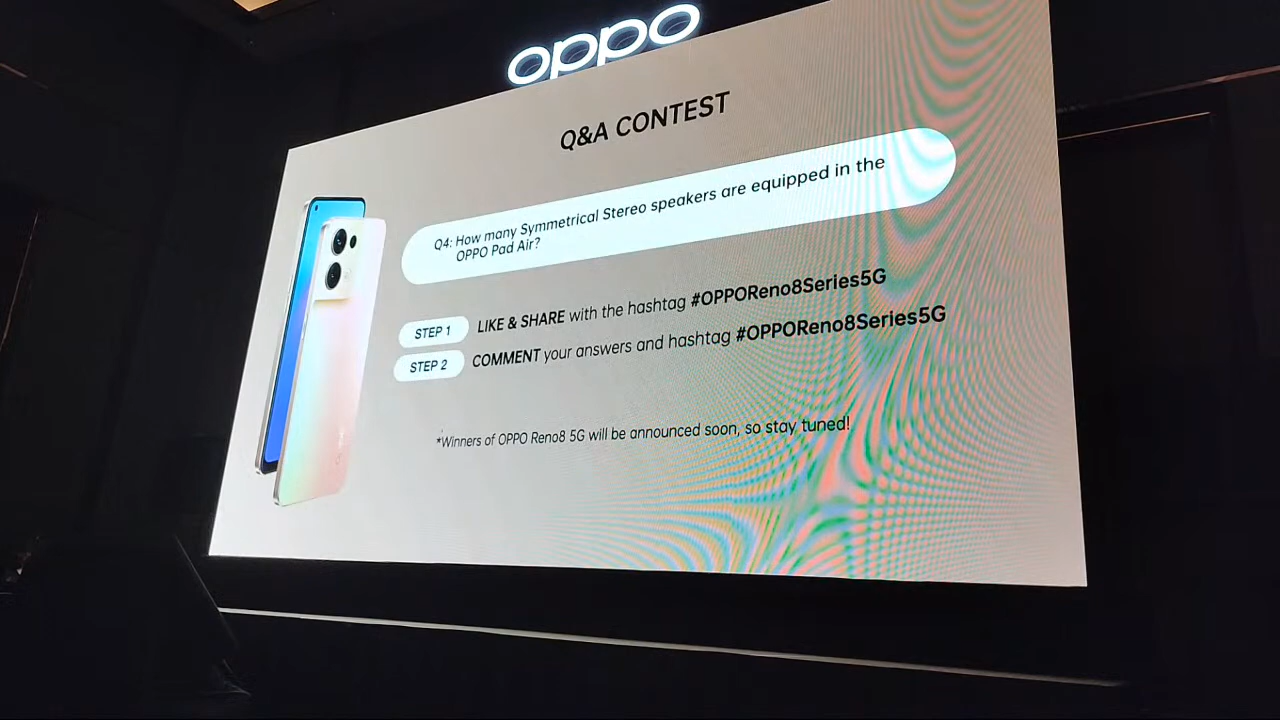 oppo
Q&A CONTEST
Q4: How many Symmetrical Stereo speakers are equipped in the
OPPO Pad Air?
STEP 1 LIKE & SHARE with the hashtag #OPPOReno8Series5G
STEP 2 COMMENT your answers and hashtag #OPPOReno8Series5G
*Winners of OPPO Reno8 5G will be announced soon, so stay tuned!